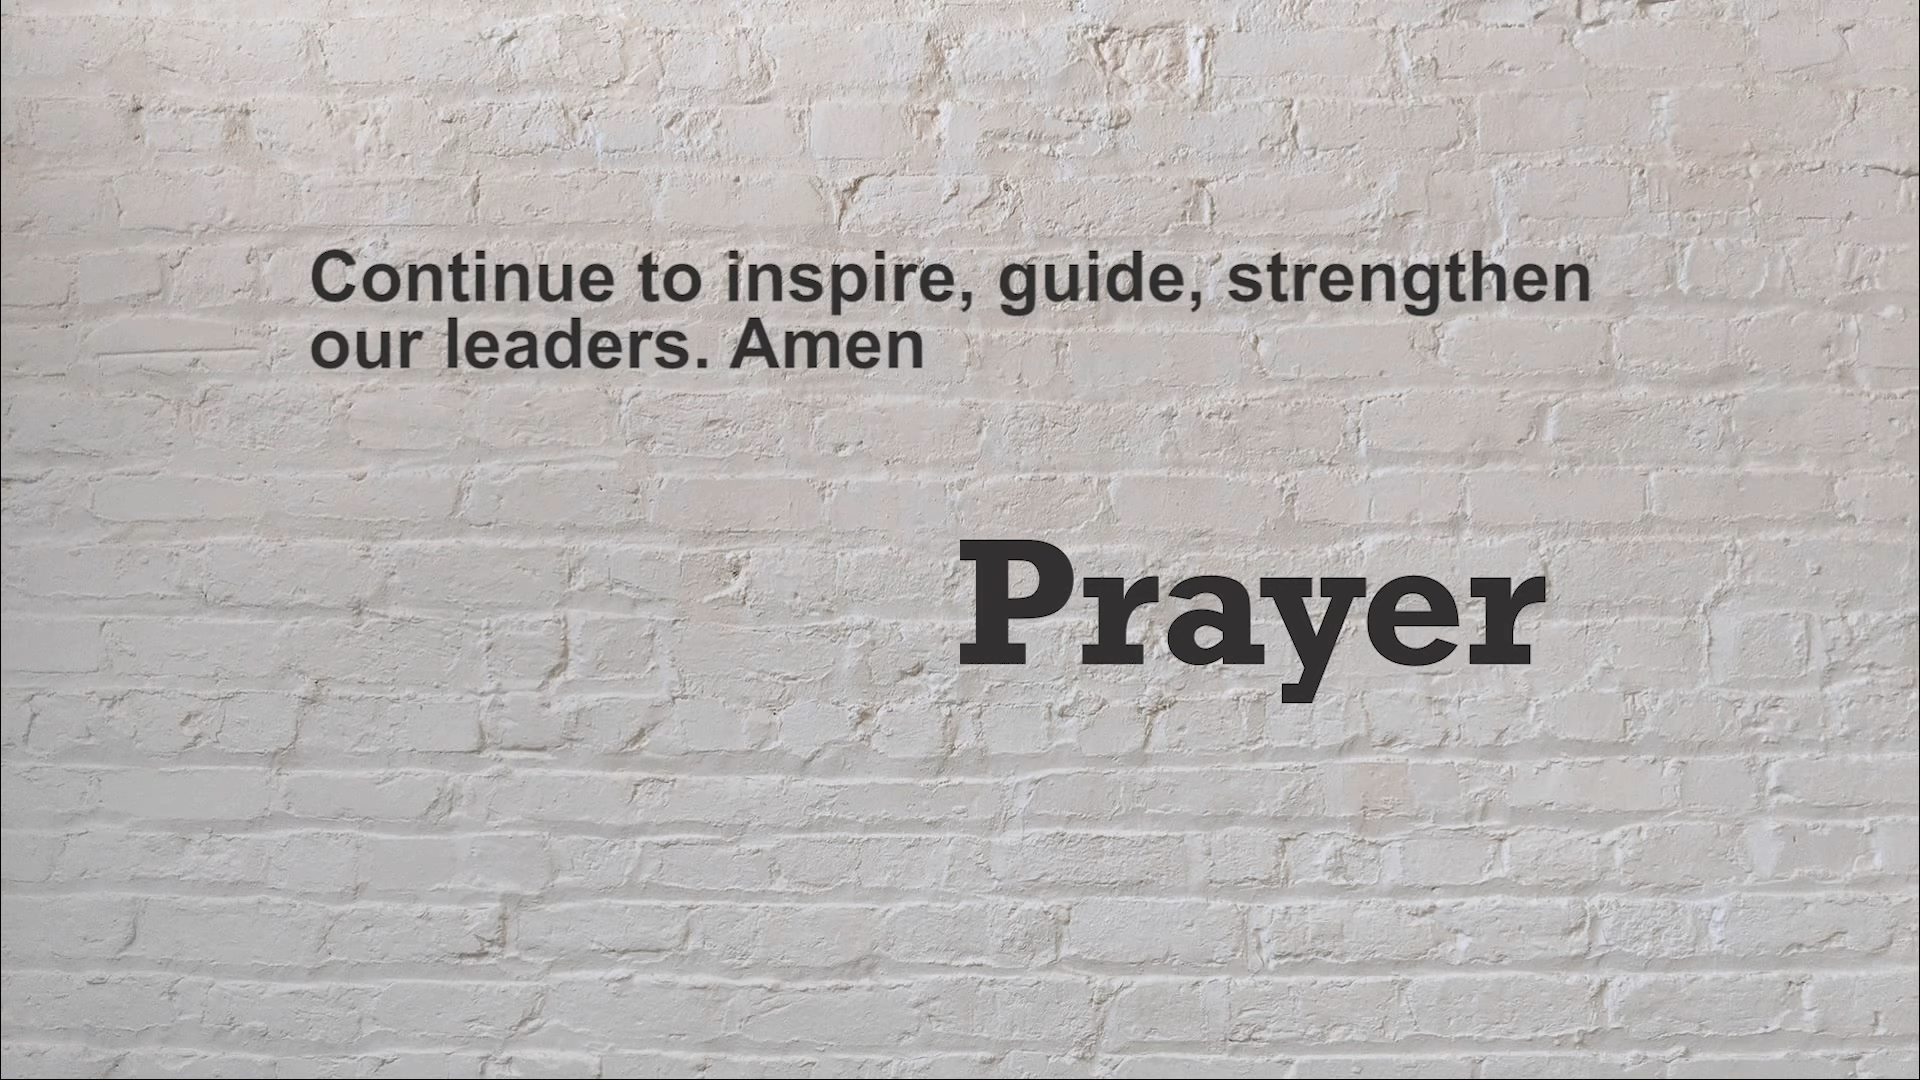 Continue to inspire, guide, strengthen
our leaders. Amen
Prayer